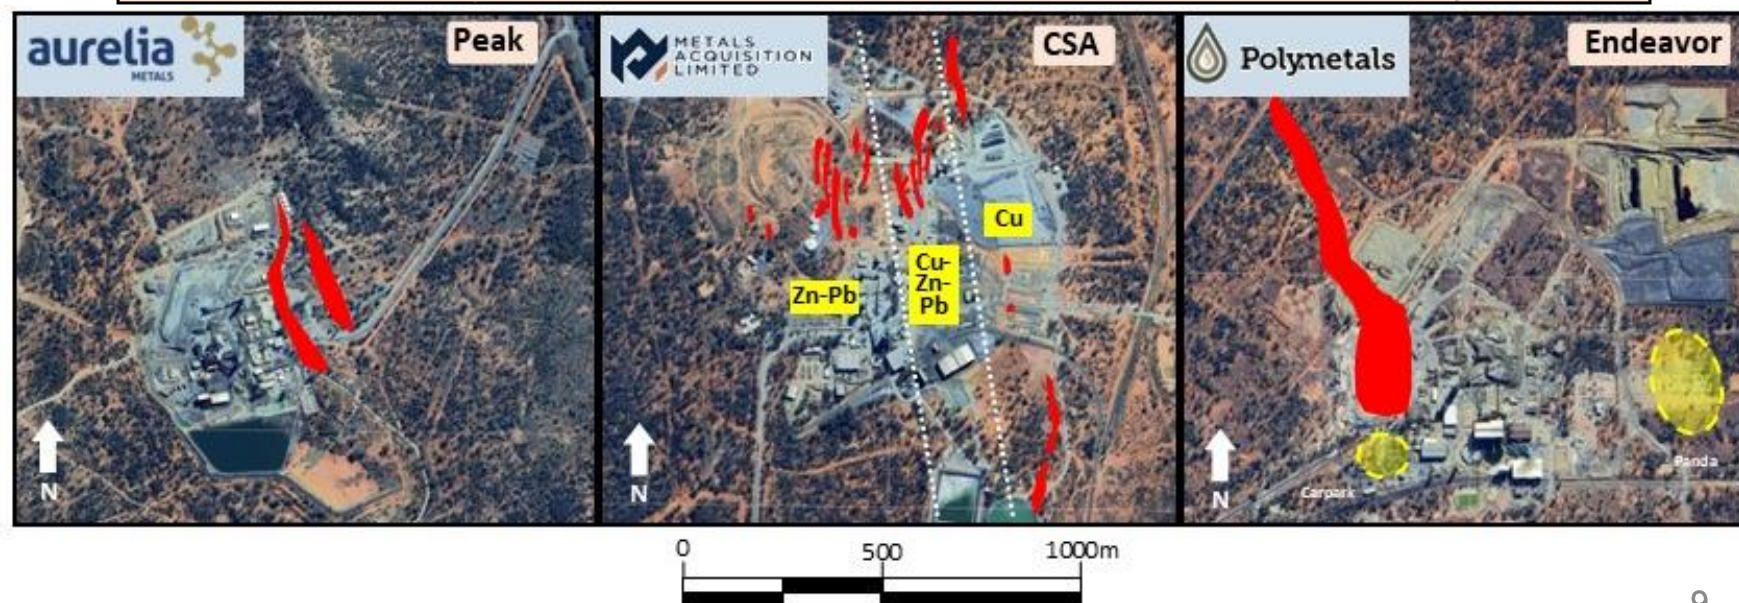 aurelia
METALS
Peak
METALS
ACQUISITION
LIMITED
CSA
Polymetals
Endeavor
Cu
Cu-
Zn-
Pb
Zn-Pb
Panda
Carpark
N
N
N
0 500 1000m
9